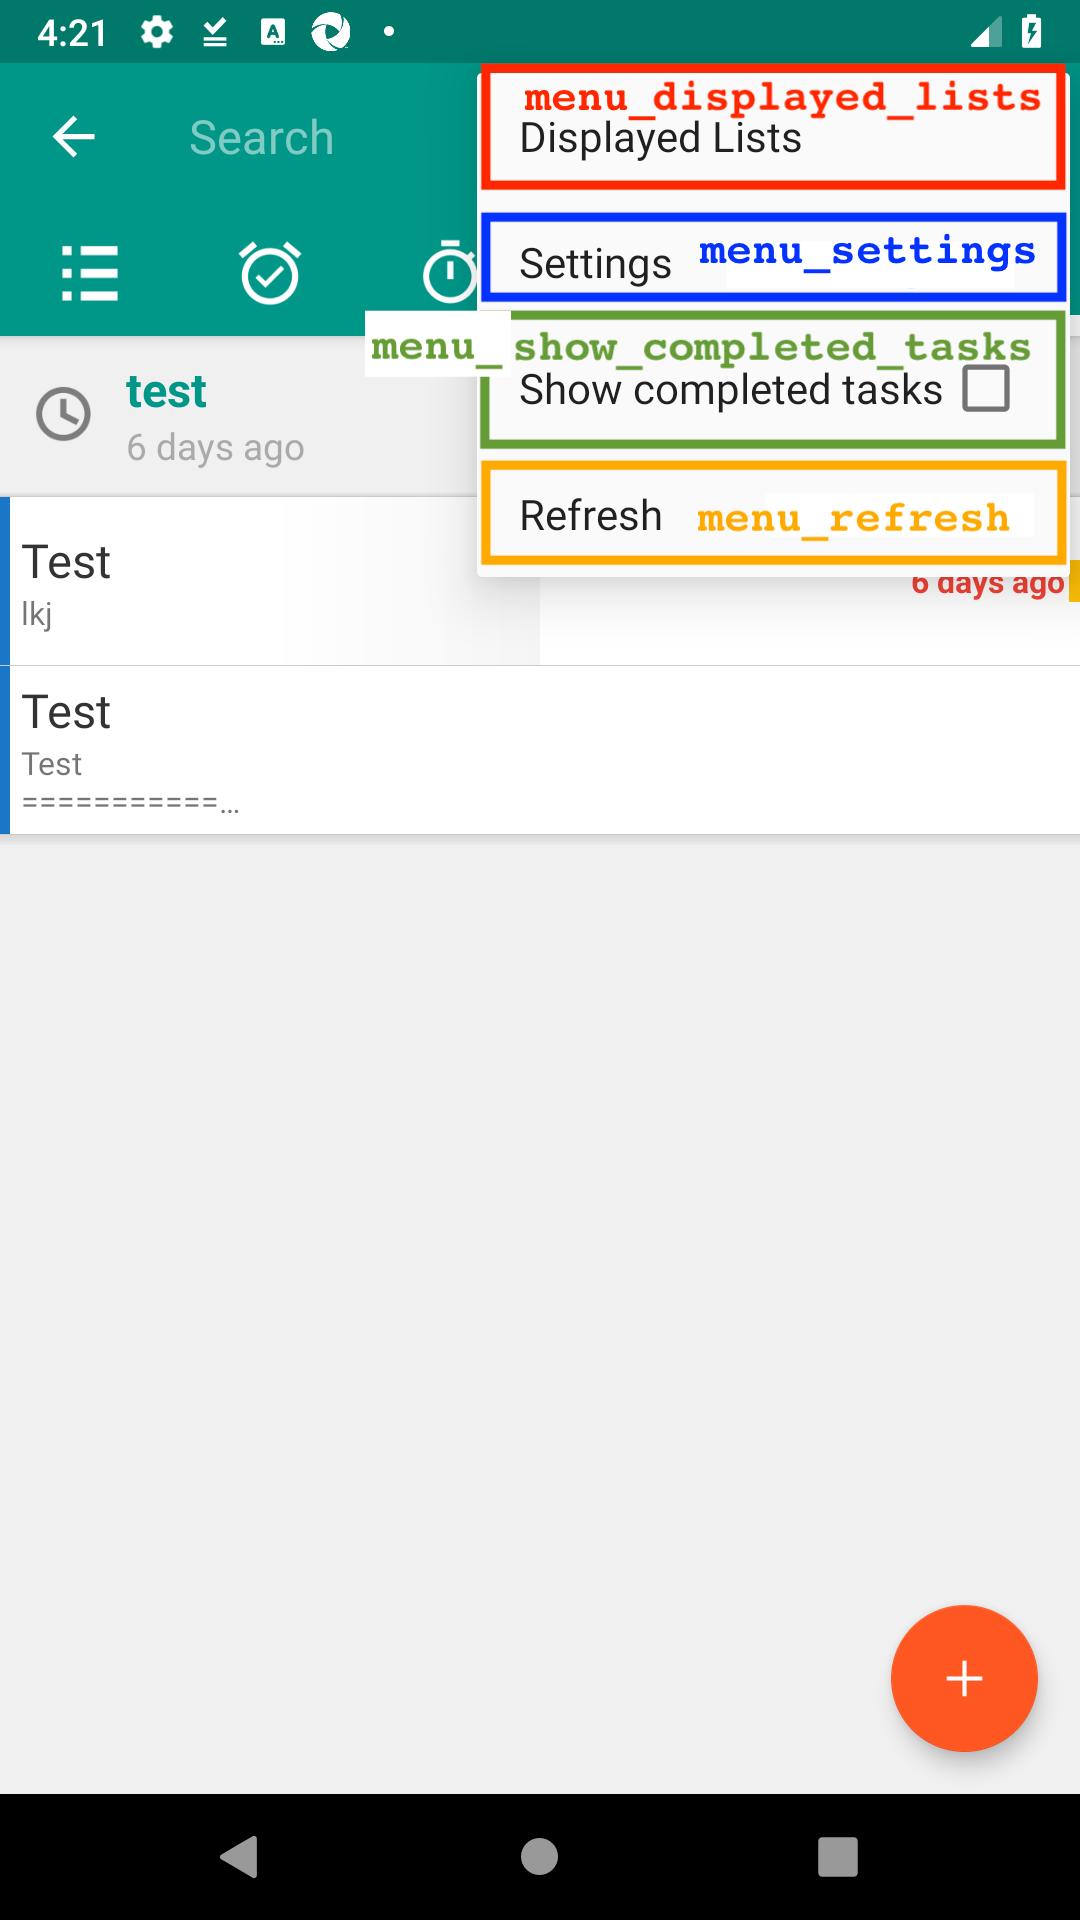 4:21
Search
menu_displayed_lists
Displayed Lists
Settings menu_settings
menu_show_completed_tasks
Show completed tasks
test
6 days ago
Refresh menu_refresh
6 days ago
Test
lkj
Test
Test
===========…